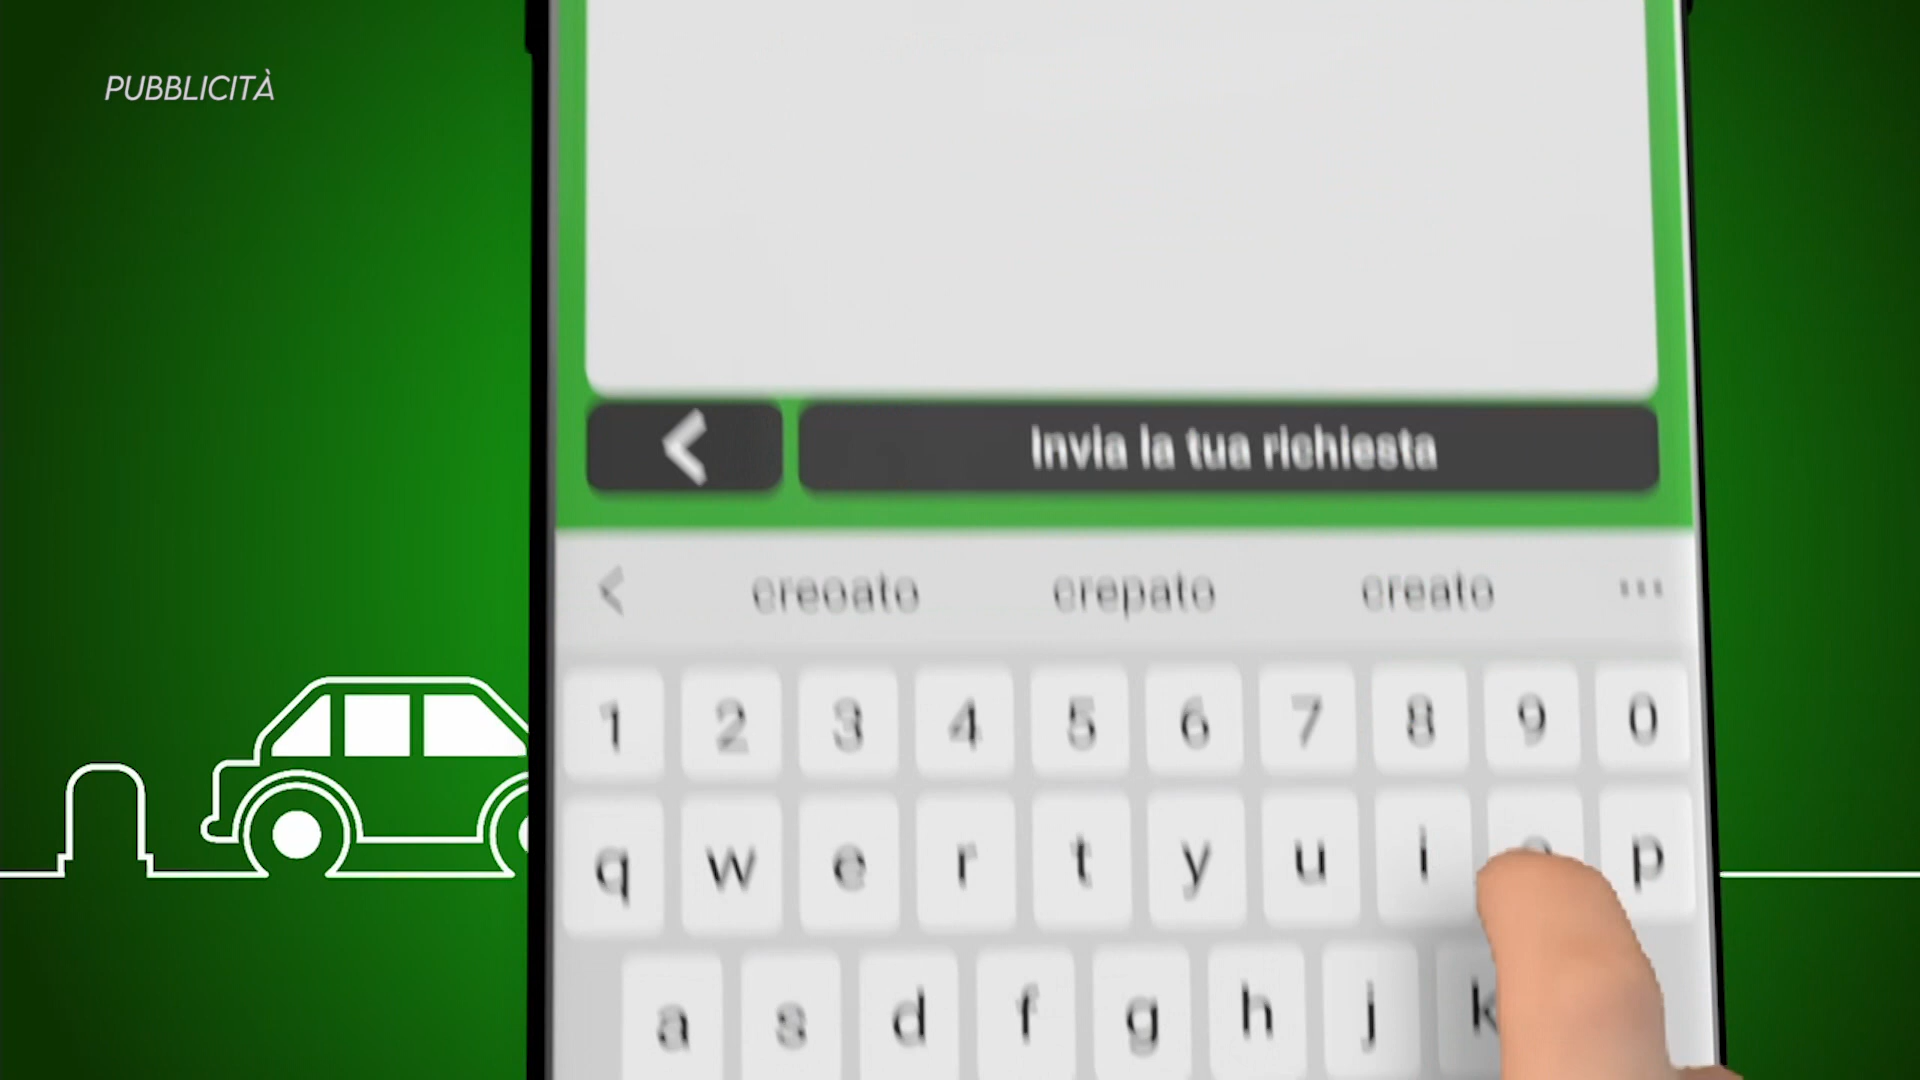 PUBBLICITÀ
Invia la tua richiesta
creoato crepato creato ...
1 2 3 4 5 6 7 8 9 0
q w e r t y u i p
a s d f g h j k